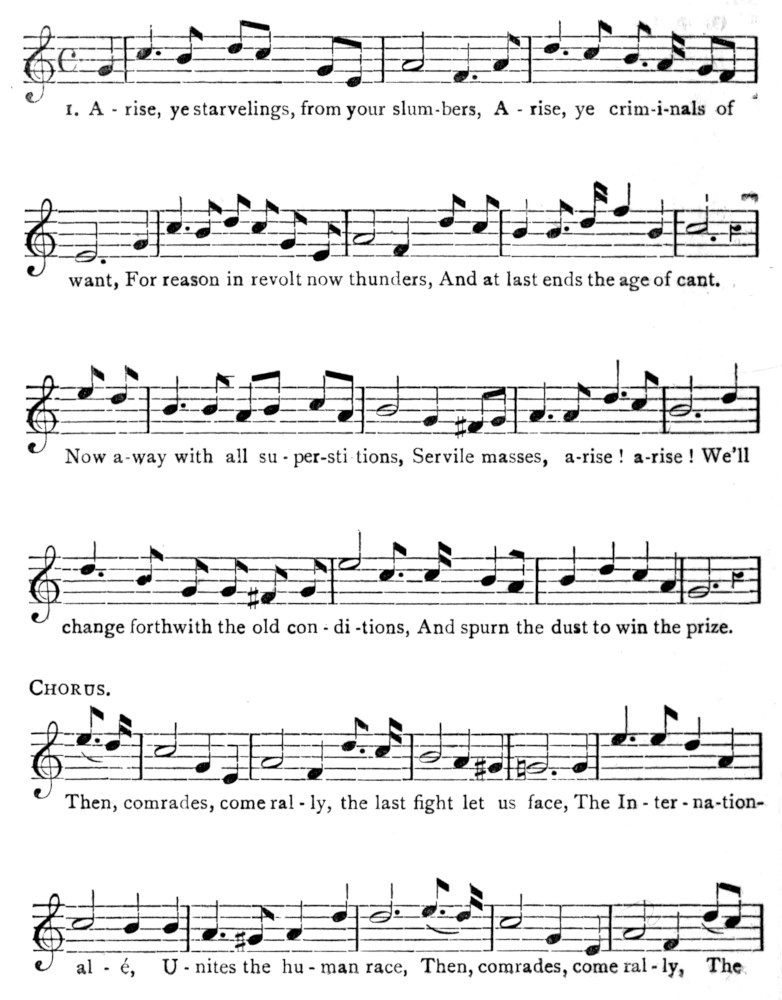 1. A - rise, ye starvelings, from your slum-bers, A - rise, ye crim-i-nals of
want, For reason in revolt now thunders, And at last ends the age of cant.
Now a-way with all su - per-sti tions, Servile masses, a-rise ! a-rise ! We'll
change forthwith the old con - di -tions, And spurn the dust to win the prize.
CHORUS.
Then, comrades, come ral - ly, the last fight let us face, The In - ter - na-tion-
al - é, U - nites the hu - man race, Then, comrades, come ral - ly, The